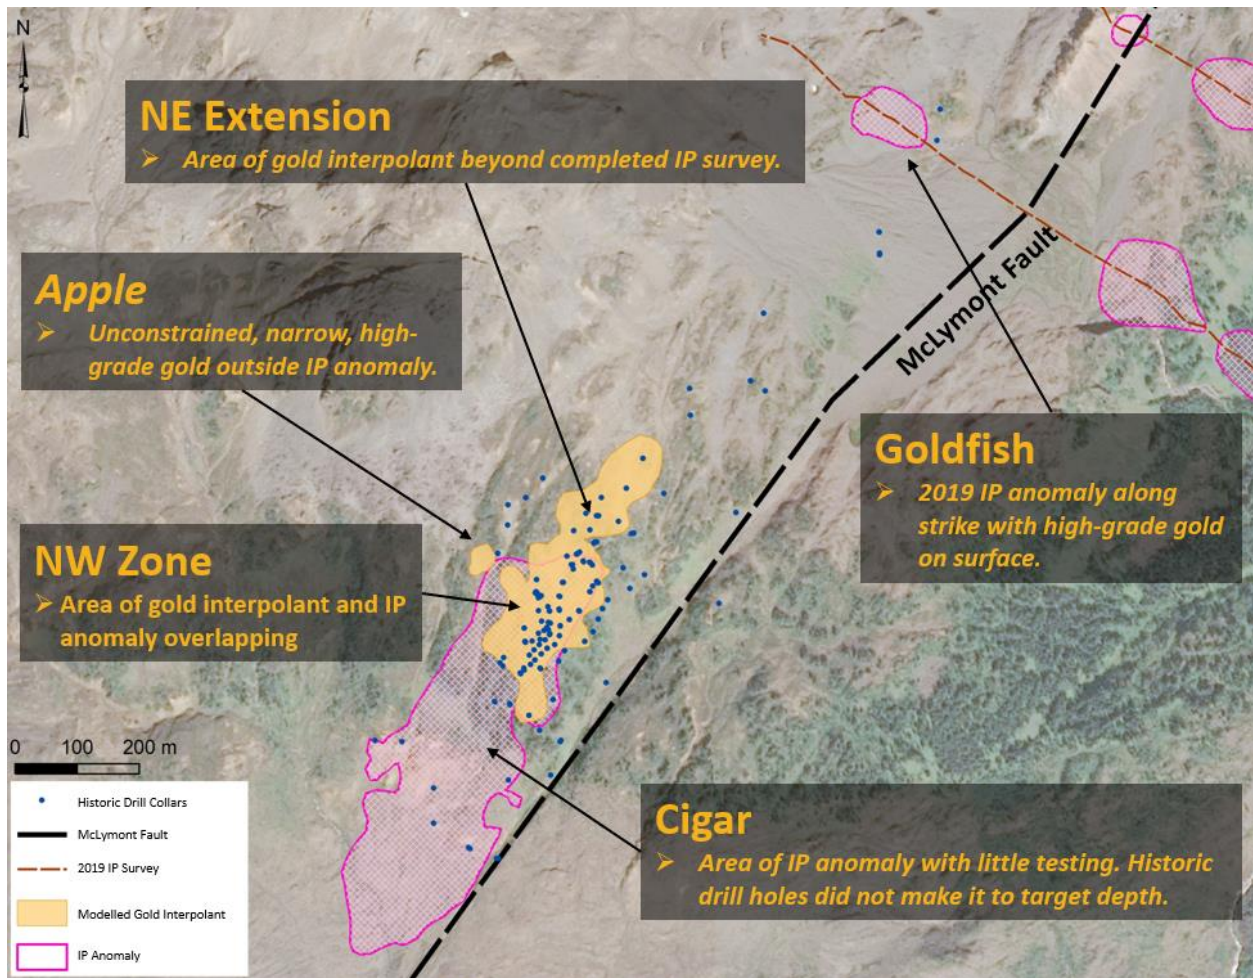 N
NE Extension
➢ Area of gold interpolant beyond completed IP survey.
Apple
➢ Unconstrained, narrow, high-
grade gold outside IP anomaly.
McLymont Fault
Goldfish
➢ 2019 IP anomaly along
strike with high-grade gold
on surface.
NW Zone
➢ Area of gold interpolant and IP
anomaly overlapping
Cigar
➢ Area of IP anomaly with little testing. Historic
drill holes did not make it to target depth.
0 100 200 m
Historic Drill Collars
McLymont Fault
2019 IP Survey
Modelled Gold Interpolant
IP Anomaly